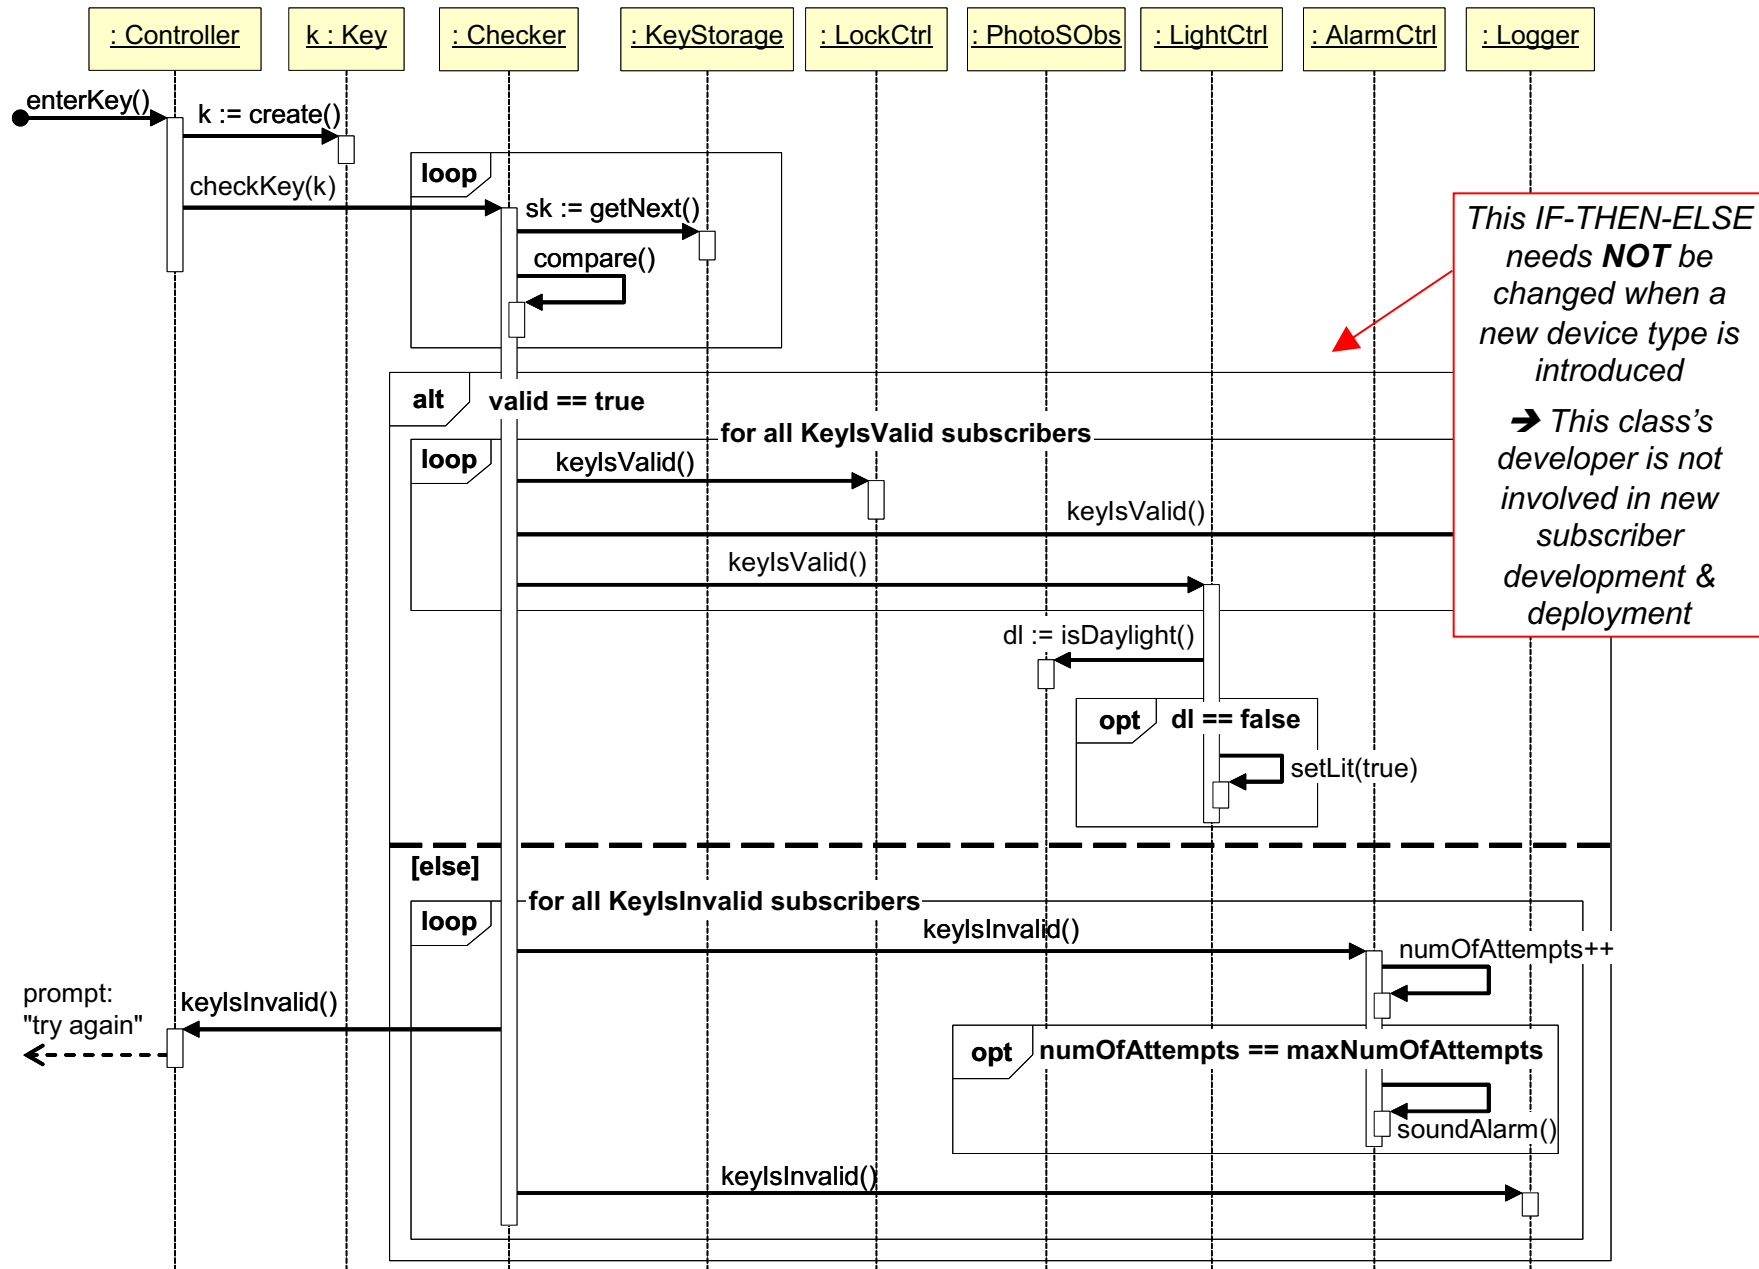 : Controller
k : Key
: Checker
: KeyStorage
: LockCtrl
: PhotoSObs
: LightCtrl
: AlarmCtrl
: Logger
enterKey()
k := create()
loop
checkKey(k)
sk := getNext()
compare()
This IF-THEN-ELSE
needs NOT be
changed when a
new device type is
introduced
➔ This class's
developer is not
involved in new
subscriber
development &
deployment
alt
valid == true
for all KeyIsValid subscribers
loop
keyIsValid()
keyIsValid()
keyIsValid()
dl := isDaylight()
opt
dl == false
setLit(true)
[else]
for all KeyIsInvalid subscribers
loop
keyIsInvalid()
numOfAttempts++
prompt:
"try again"
keyIsInvalid()
opt
numOfAttempts == maxNumOfAttempts
soundAlarm()
keyIsInvalid()